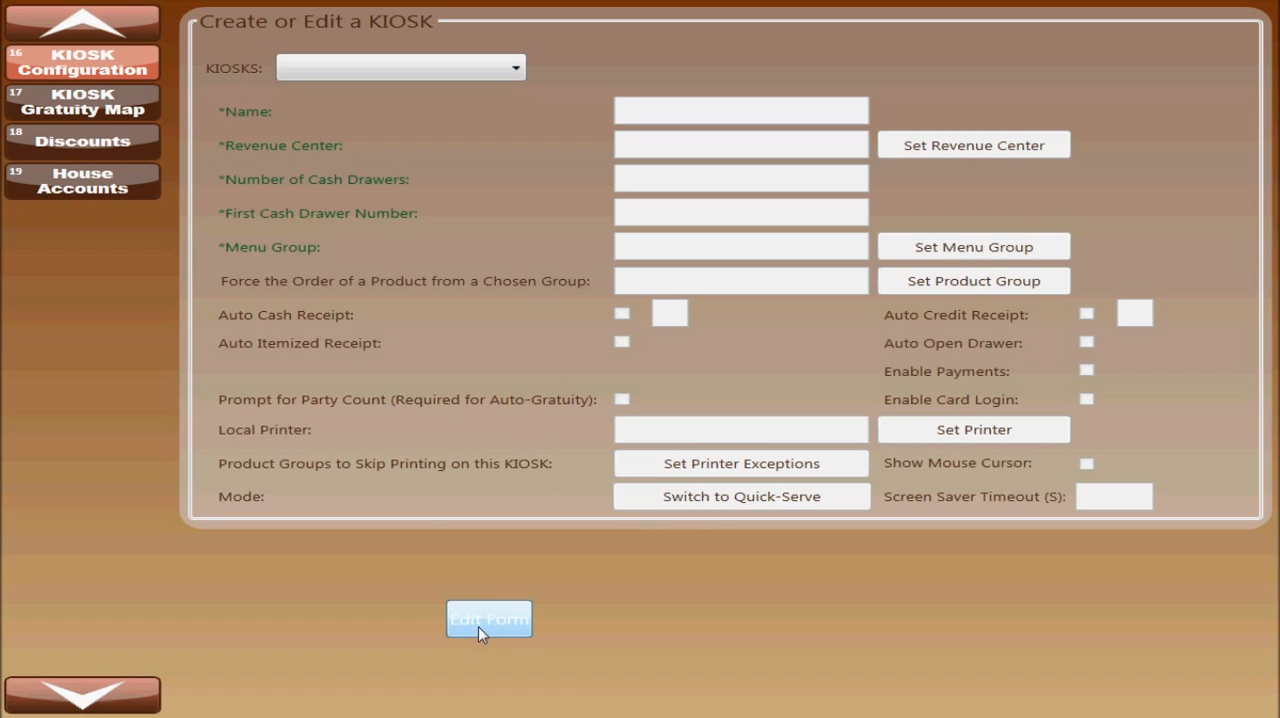 16
KIOSK
Configuration
17
KIOSK
Gratuity Map
18
Discounts
19
House
Accounts
Create or Edit a KIOSK
KIOSKS:
*Name:
*Revenue Center:
Set Revenue Center
*Number of Cash Drawers:
*First Cash Drawer Number:
*Menu Group:
Set Menu Group
Force the Order of a Product from a Chosen Group:
Set Product Group
Auto Cash Receipt:
Auto Credit Receipt:
Auto Itemized Receipt:
Auto Open Drawer:
Enable Payments:
Prompt for Party Count (Required for Auto-Gratuity):
Enable Card Login:
Local Printer:
Set Printer
Product Groups to Skip Printing on this KIOSK:
Set Printer Exceptions
Show Mouse Cursor:
Mode:
Switch to Quick-Serve
Screen Saver Timeout (S):
Edit Form